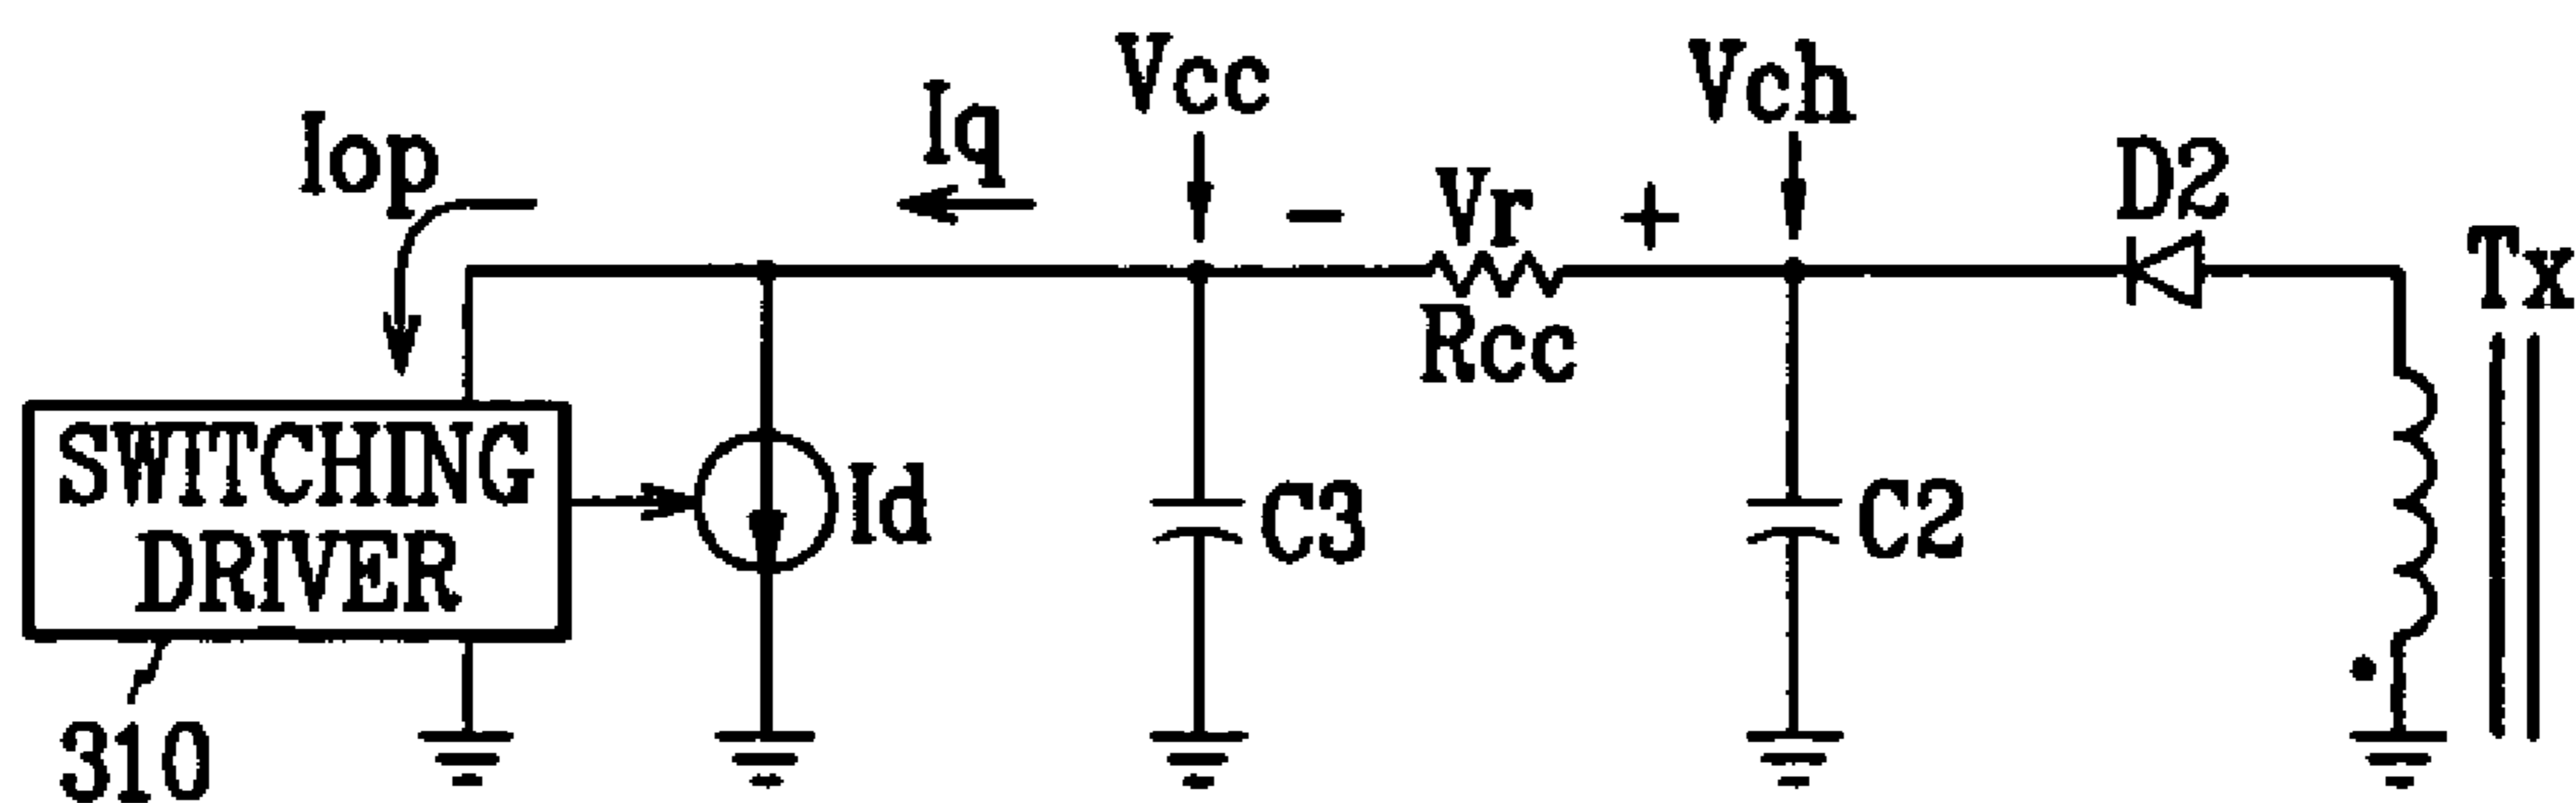 Iop
Iq
Vcc
Vch
- Vr +
Rcc
D2
Tx
SWITCHING
DRIVER
Id
C3
C2
310